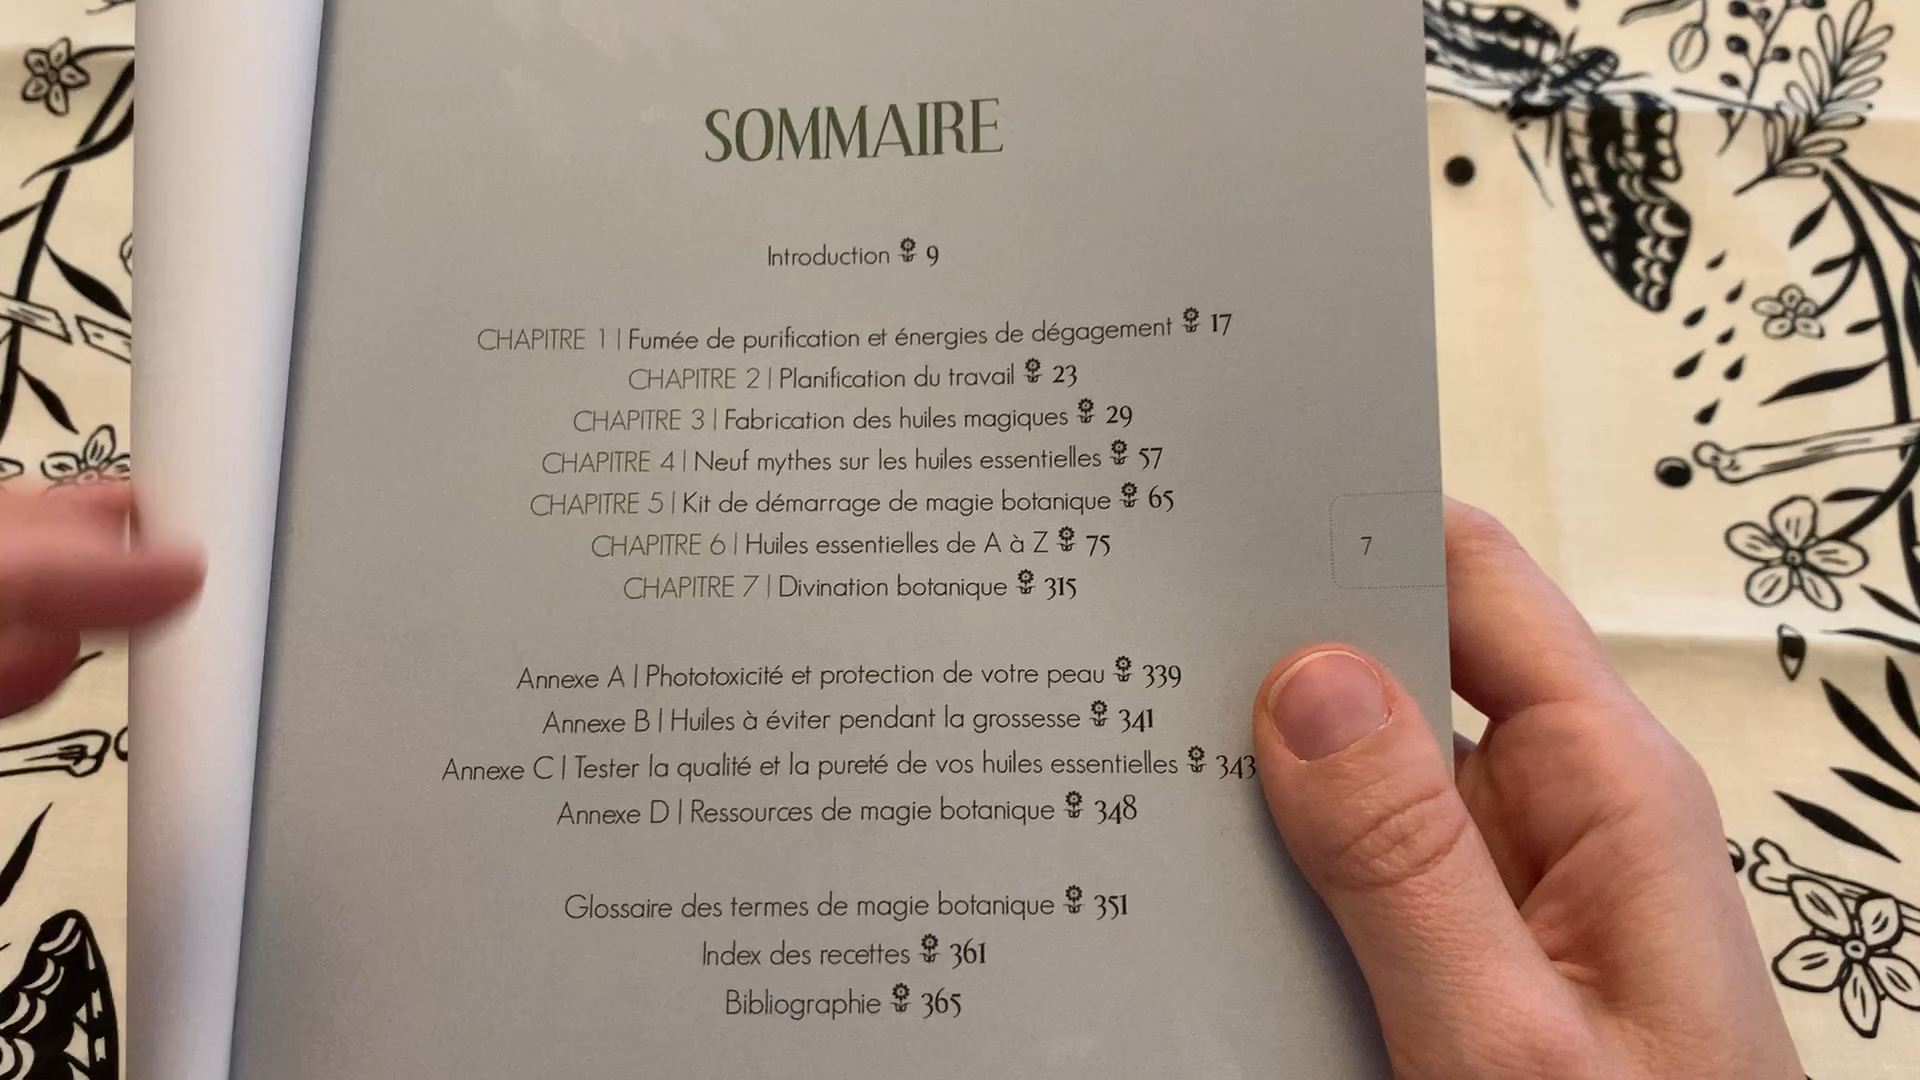 SOMMAIRE
Introduction 9
CHAPITRE 1 | Fumée de purification et énergies de dégagement 17
CHAPITRE 2 | Planification du travail 23
CHAPITRE 3 | Fabrication des huiles magiques 29
CHAPITRE 4 | Neuf mythes sur les huiles essentielles 57
CHAPITRE 5 | Kit de démarrage de magie botanique 65
CHAPITRE 6 | Huiles essentielles de A à Z 75
CHAPITRE 7 | Divination botanique 315
7
Annexe A | Phototoxicité et protection de votre peau 339
Annexe B | Huiles à éviter pendant la grossesse 341
Annexe C | Tester la qualité et la pureté de vos huiles essentielles 343
Annexe D | Ressources de magie botanique 348
Glossaire des termes de magie botanique 351
Index des recettes 361
Bibliographie 365